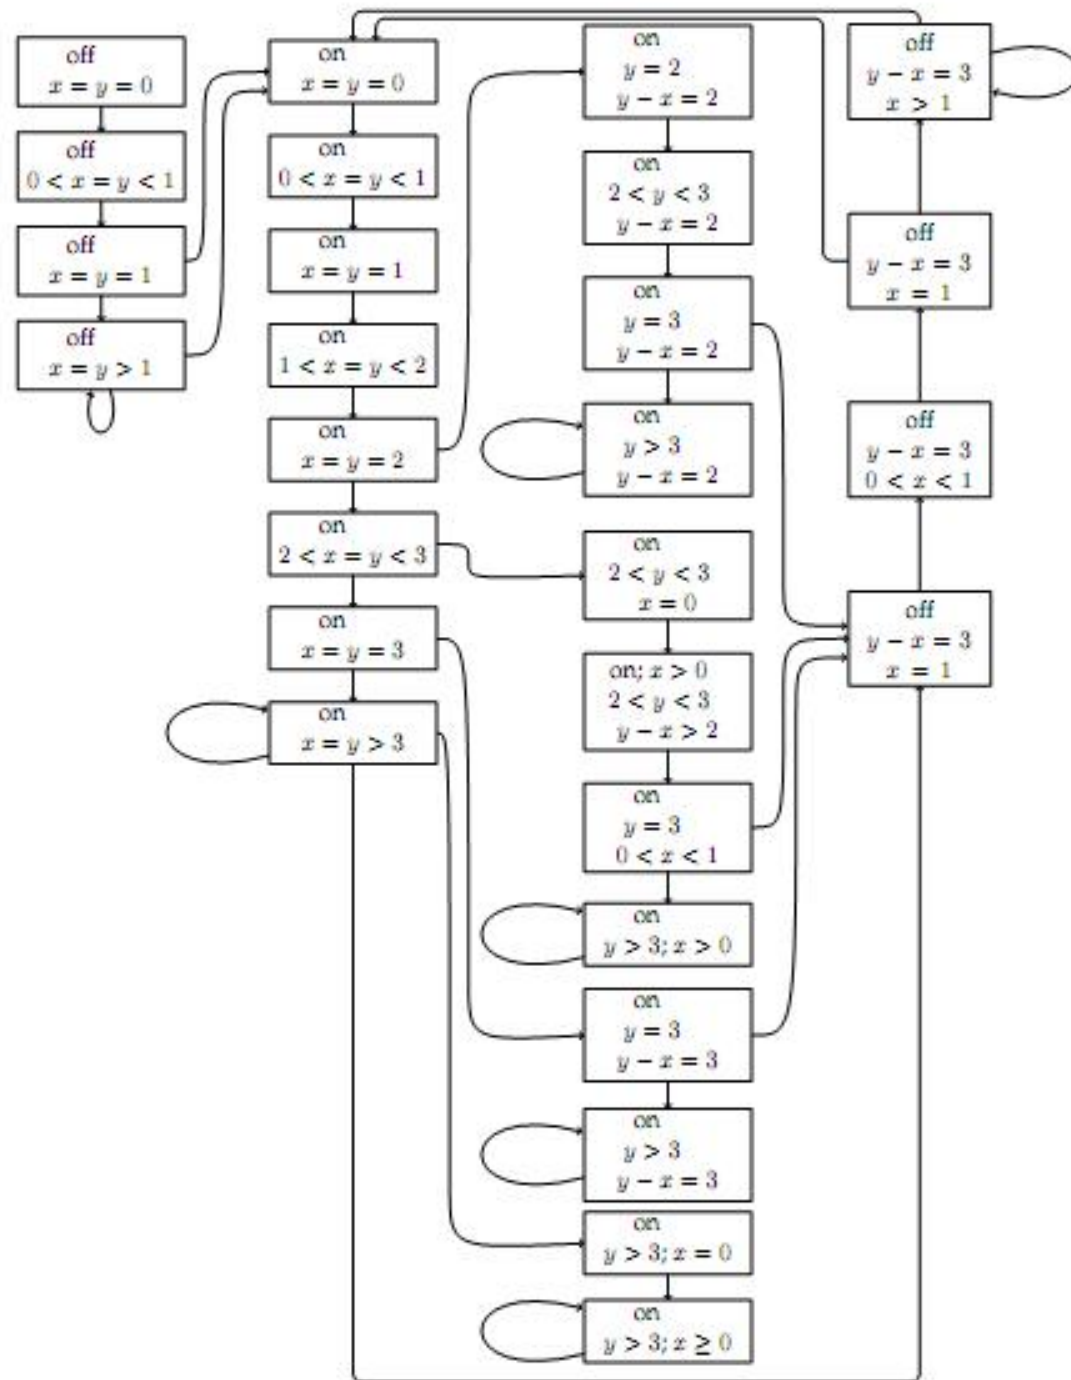 off
x = y = 0
off
0 < x = y < 1
off
x = y = 1
off
x = y > 1
on
x = y = 0
on
0 < x = y < 1
on
x = y = 1
on
1 < x = y < 2
on
x = y = 2
on
2 < x = y < 3
on
x = y = 3
on
x = y > 3
on
y = 2
y − x = 2
on
2 < y < 3
y − x = 2
on
y = 3
y − x = 2
on
y > 3
y − x = 2
on
2 < y < 3
x = 0
on; x > 0
2 < y < 3
y − x > 2
on
y = 3
0 < x < 1
on
y > 3; x > 0
on
y = 3
y − x = 3
on
y > 3
y − x = 3
on
y > 3; x = 0
on
y > 3; x ≥ 0
off
y − x = 3
x > 1
off
y − x = 3
x = 1
off
y − x = 3
0 < x < 1
off
y − x = 3
x = 1